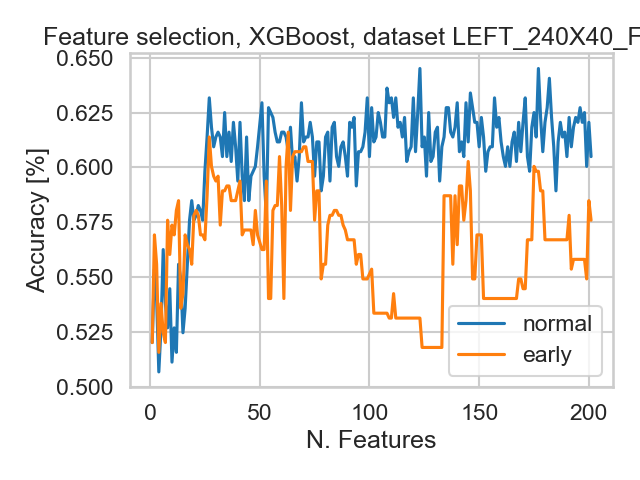 Feature selection, XGBoost, dataset LEFT_240X40_F
0.650
0.625
0.600
0.575
0.550
0.525
0.500
Accuracy [%]
normal
early
0 50 100 150 200
N. Features